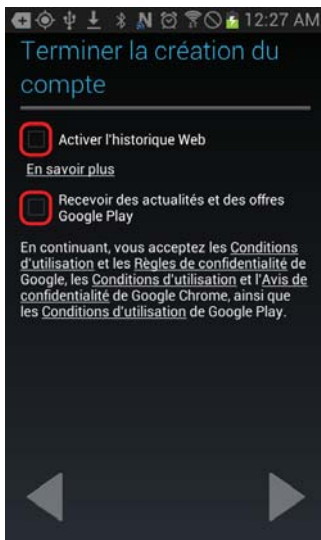 12:27 AM
Terminer la création du
compte
Activer l'historique Web
En savoir plus
Recevoir des actualités et des offres
Google Play
En continuant, vous acceptez les Conditions
d'utilisation et les Règles de confidentialité de
Google, les Conditions d'utilisation et l'Avis de
confidentialité de Google Chrome, ainsi que
les Conditions d'utilisation de Google Play.